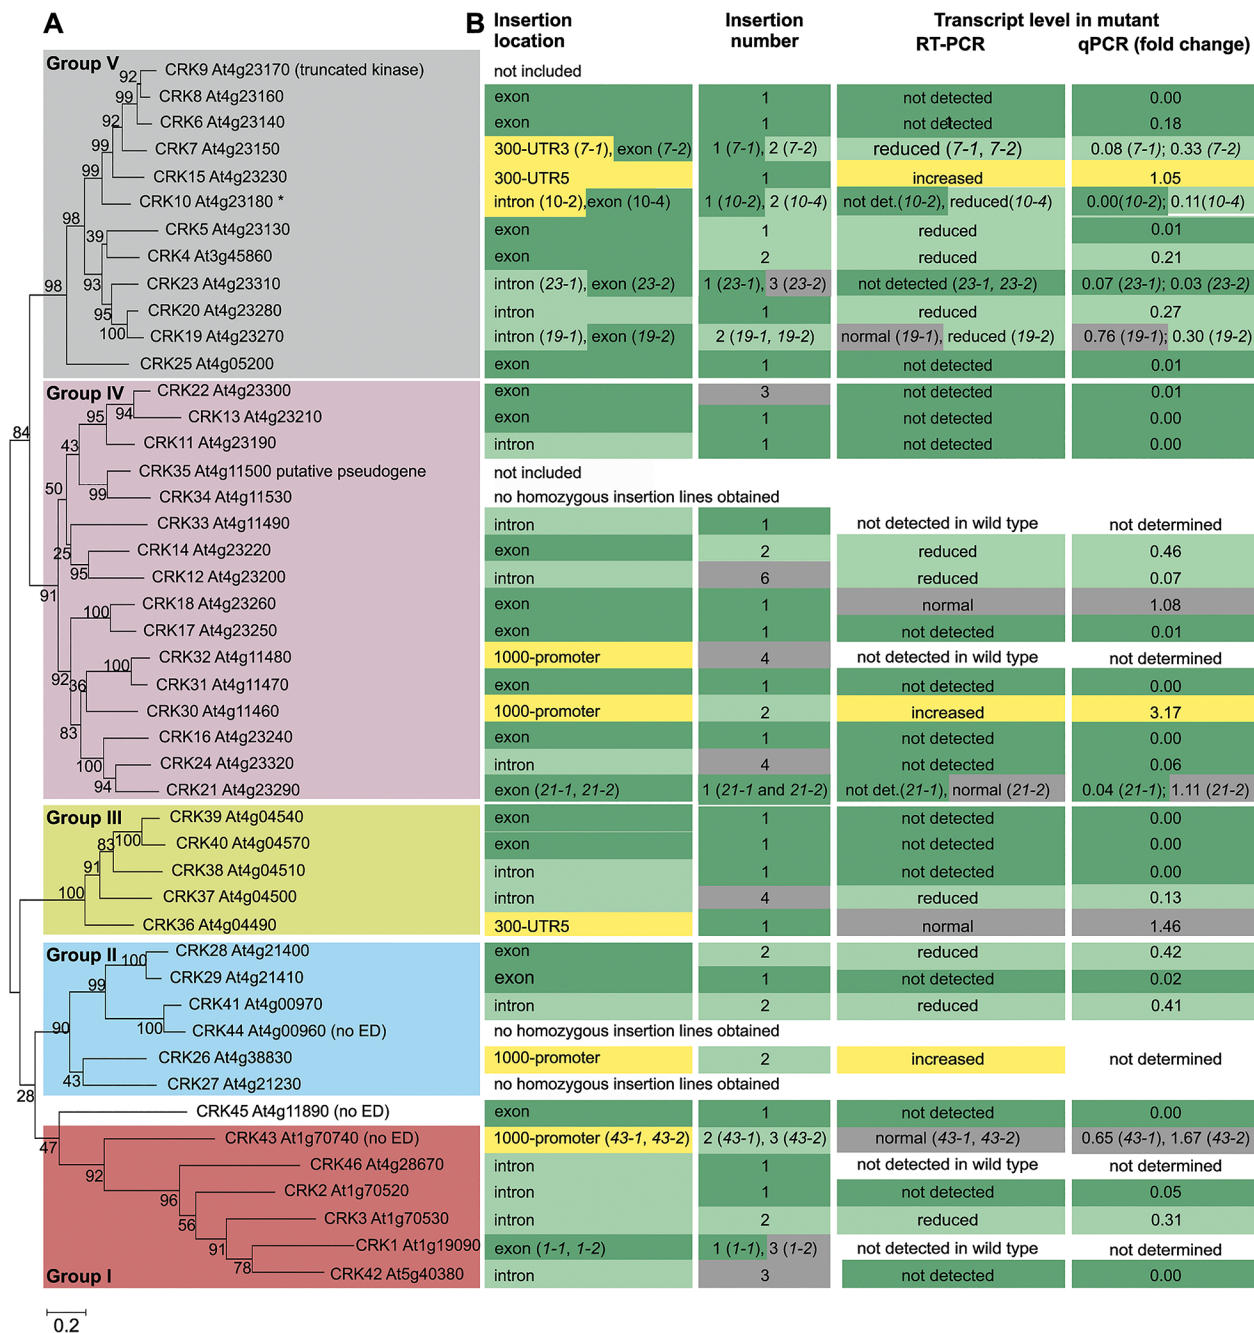 A
B Insertion location
Insertion number
Transcript level in mutant
RT-PCR
qPCR (fold change)
Group V
CRK9 At4g23170 (truncated kinase) not included
CRK8 At4g23160 exon 1 not detected 0.00
CRK6 At4g23140 exon 1 not detected 0.18
CRK7 At4g23150 300-UTR3 (7-1), exon (7-2) 1 (7-1), 2 (7-2) reduced (7-1, 7-2) 0.08 (7-1); 0.33 (7-2)
CRK15 At4g23230 300-UTR5 1 increased 1.05
CRK10 At4g23180 * intron (10-2),exon (10-4) 1 (10-2), 2 (10-4) not det.(10-2), reduced(10-4) 0.00(10-2); 0.11(10-4)
CRK5 At4g23130 exon 1 reduced 0.01
CRK4 At3g45860 exon 2 reduced 0.21
CRK23 At4g23310 intron (23-1), exon (23-2) 1 (23-1), 3 (23-2) not detected (23-1, 23-2) 0.07 (23-1); 0.03 (23-2)
CRK20 At4g23280 intron 1 reduced 0.27
CRK19 At4g23270 intron (19-1), exon (19-2) 2 (19-1, 19-2) normal (19-1), reduced (19-2) 0.76 (19-1); 0.30 (19-2)
CRK25 At4g05200 exon 1 not detected 0.01
92
99
92
99
99
98
39
93
95
100
98
Group IV
CRK22 At4g23300 exon 3 not detected 0.01
CRK13 At4g23210 exon 1 not detected 0.00
CRK11 At4g23190 intron 1 not detected 0.00
CRK35 At4g11500 putative pseudogene not included
CRK34 At4g11530 no homozygous insertion lines obtained
CRK33 At4g11490 intron 1 not detected in wild type not determined
CRK14 At4g23220 exon 2 reduced 0.46
CRK12 At4g23200 intron 6 reduced 0.07
CRK18 At4g23260 exon 1 normal 1.08
CRK17 At4g23250 exon 1 not detected 0.01
CRK32 At4g11480 1000-promoter 4 not detected in wild type not determined
CRK31 At4g11470 exon 1 not detected 0.00
CRK30 At4g11460 1000-promoter 2 increased 3.17
CRK16 At4g23240 exon 1 not detected 0.00
CRK24 At4g23320 intron 4 not detected 0.06
CRK21 At4g23290 exon (21-1, 21-2) 1 (21-1 and 21-2) not det.(21-1), normal (21-2) 0.04 (21-1); 1.11 (21-2)
84
95
94
43
99
50
25
95
91
100
100
92
36
83
100
94
Group III
CRK39 At4g04540 exon 1 not detected 0.00
CRK40 At4g04570 exon 1 not detected 0.00
CRK38 At4g04510 intron 1 not detected 0.00
CRK37 At4g04500 intron 4 reduced 0.13
CRK36 At4g04490 300-UTR5 1 normal 1.46
83
100
91
100
Group II
CRK28 At4g21400 exon 2 reduced 0.42
CRK29 At4g21410 exon 1 not detected 0.02
CRK41 At4g00970 intron 2 reduced 0.41
CRK44 At4g00960 (no ED) no homozygous insertion lines obtained
CRK26 At4g38830 1000-promoter 2 increased not determined
CRK27 At4g21230 no homozygous insertion lines obtained
100
99
90
100
43
28
CRK45 At4g11890 (no ED) exon 1 not detected 0.00
CRK43 At1g70740 (no ED) 1000-promoter (43-1, 43-2) 2 (43-1), 3 (43-2) normal (43-1, 43-2) 0.65 (43-1), 1.67 (43-2)
CRK46 At4g28670 intron 1 not detected in wild type not determined
CRK2 At1g70520 intron 1 not detected 0.05
CRK3 At1g70530 intron 2 reduced 0.31
CRK1 At1g19090 exon (1-1, 1-2) 1 (1-1), 3 (1-2) not detected in wild type not determined
CRK42 At5g40380 intron 3 not detected 0.00
47
92
96
56
91
78
Group I
0.2